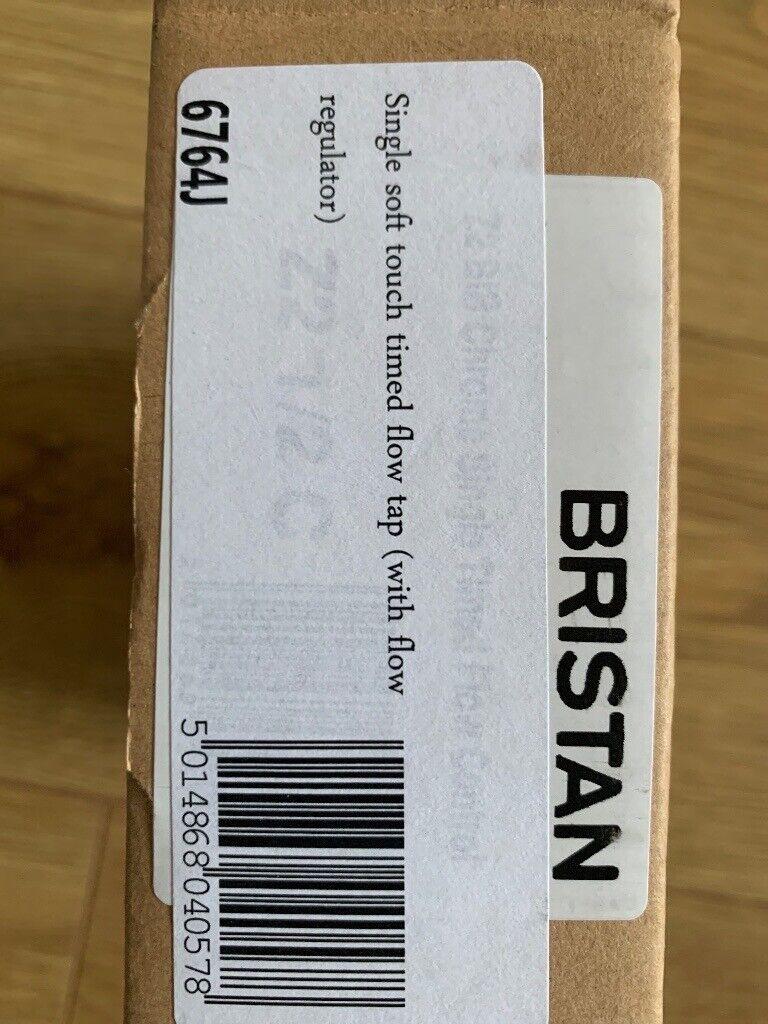 BRISTAN
Single soft touch timed flow tap (with flow
regulator)
6764J
5 014868 040578